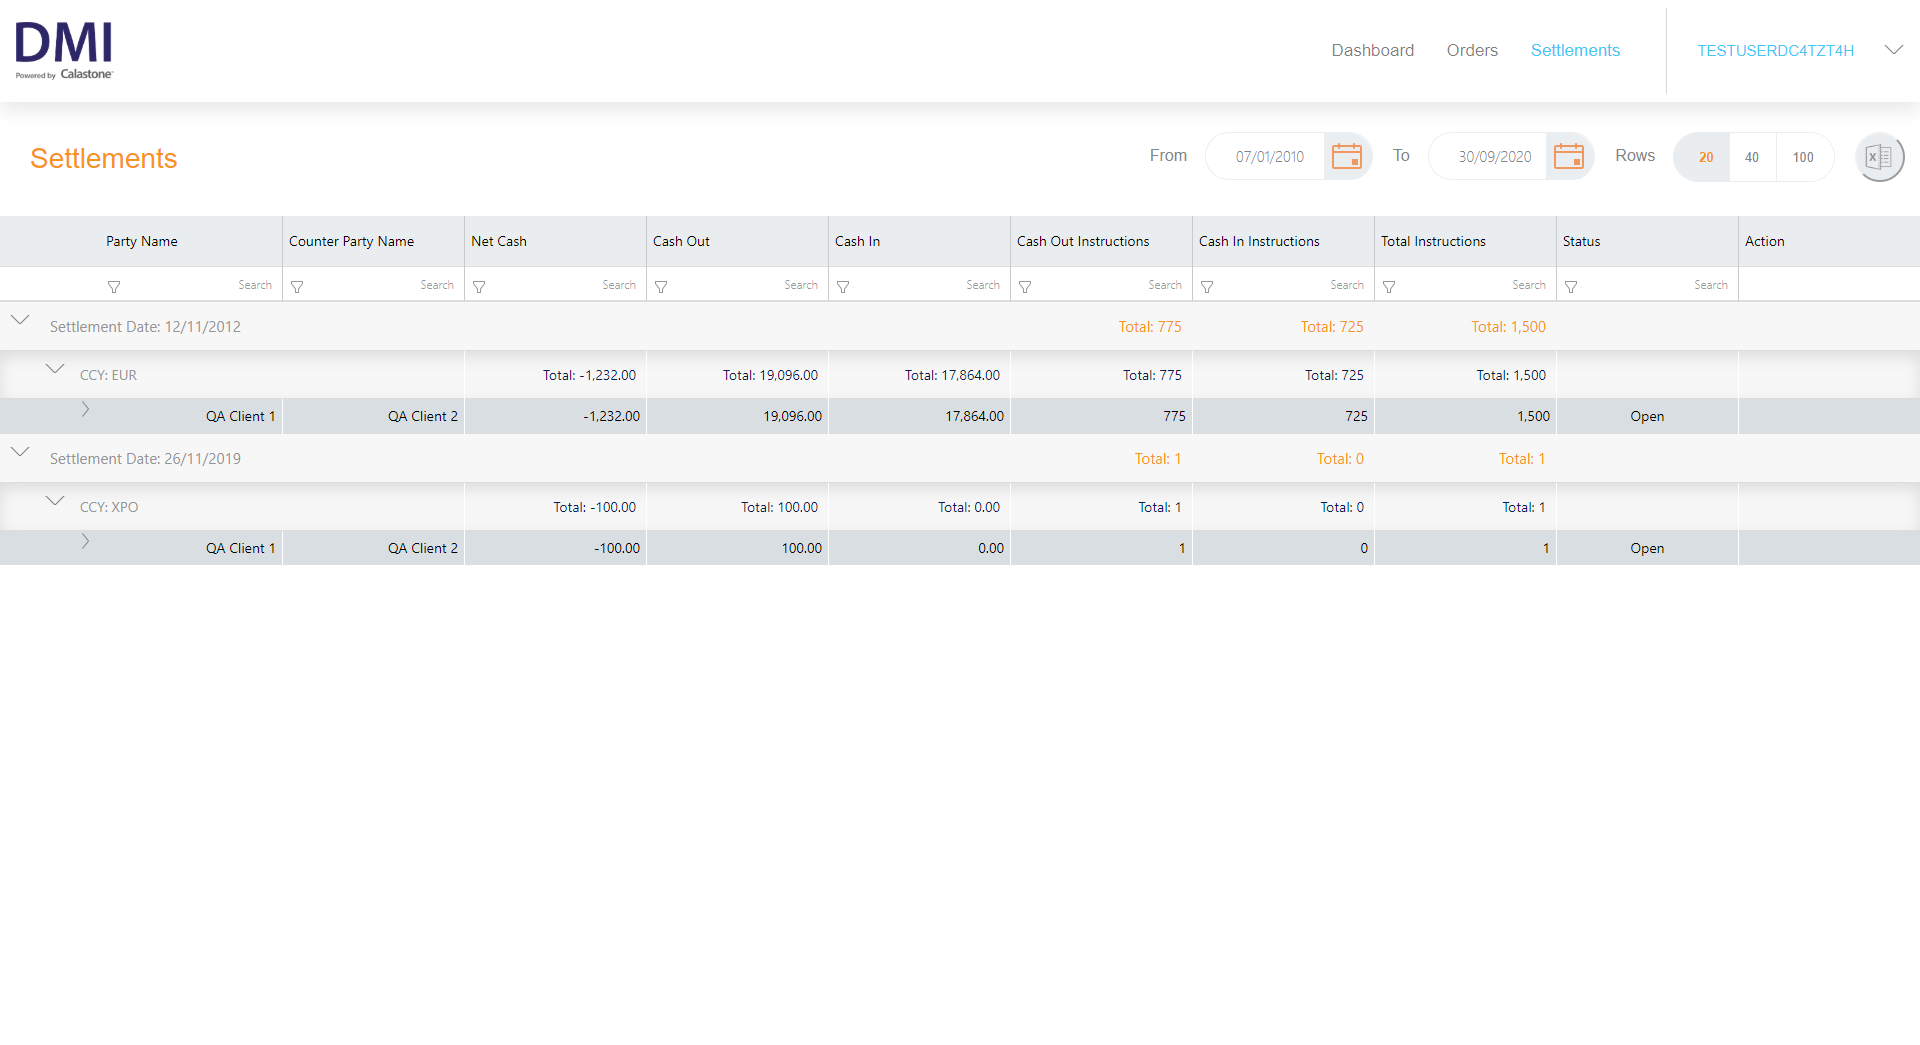 DMI
Powered by Calastone
Dashboard Orders Settlements TESTUSERDC4TZT4H
Settlements From 07/01/2010 To 30/09/2020 Rows 20 40 100 X
Party Name Counter Party Name Net Cash Cash Out Cash In Cash Out Instructions Cash In Instructions Total Instructions Status Action
Search Search Search Search Search Search Search Search Search
Settlement Date: 12/11/2012 Total: 775 Total: 725 Total: 1,500
CCY: EUR Total: -1,232.00 Total: 19,096.00 Total: 17,864.00 Total: 775 Total: 725 Total: 1,500
QA Client 1 QA Client 2 -1,232.00 19,096.00 17,864.00 775 725 1,500 Open
Settlement Date: 26/11/2019 Total: 1 Total: 0 Total: 1
CCY: XPO Total: -100.00 Total: 100.00 Total: 0.00 Total: 1 Total: 0 Total: 1
QA Client 1 QA Client 2 -100.00 100.00 0.00 1 0 1 Open